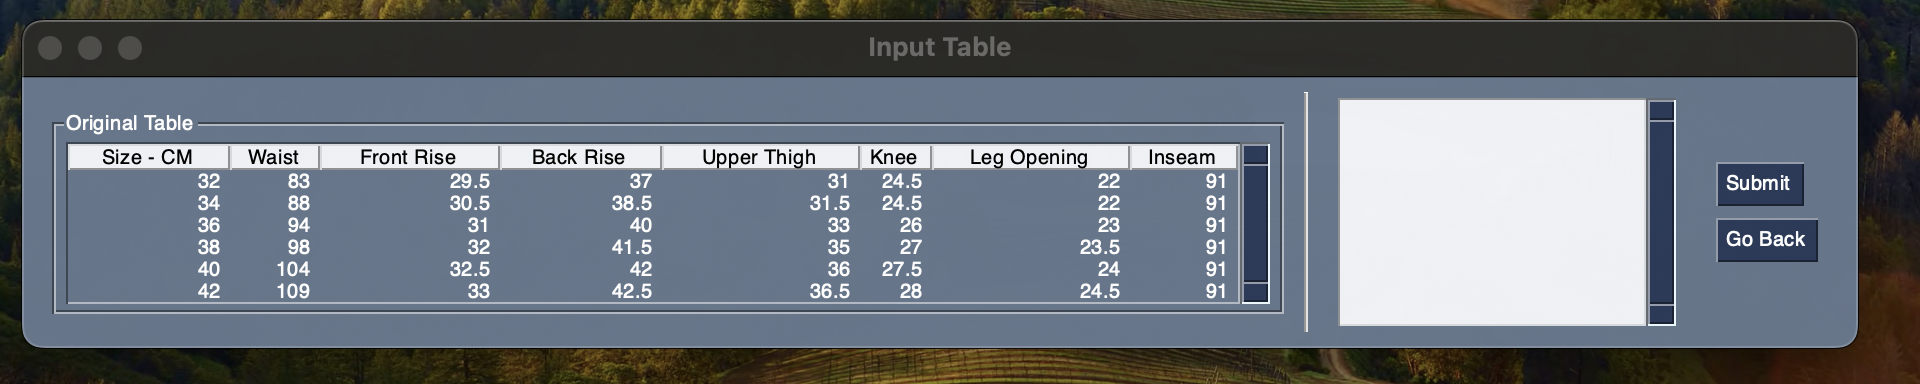 Input Table
Original Table
Size - CM Waist Front Rise Back Rise Upper Thigh Knee Leg Opening Inseam
32 83 29.5 37 31 24.5 22 91
34 88 30.5 38.5 31.5 24.5 22 91
36 94 31 40 33 26 23 91
38 98 32 41.5 35 27 23.5 91
40 104 32.5 42 36 27.5 24 91
42 109 33 42.5 36.5 28 24.5 91
Submit
Go Back